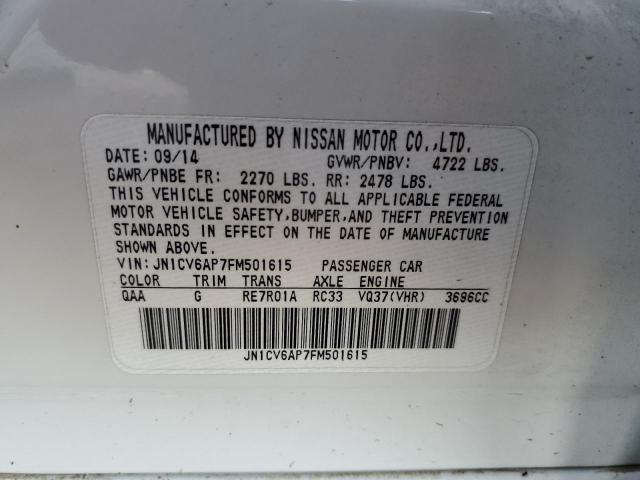 MANUFACTURED BY NISSAN MOTOR CO.,LTD.
DATE: 09/14 GVWR/PNBV: 4722 LBS.
GAWR/PNBE FR: 2270 LBS. RR: 2478 LBS.
THIS VEHICLE CONFORMS TO ALL APPLICABLE FEDERAL
MOTOR VEHICLE SAFETY,BUMPER,AND THEFT PREVENTION
STANDARDS IN EFFECT ON THE DATE OF MANUFACTURE
SHOWN ABOVE.
VIN: JN1CV6AP7FM501615 PASSENGER CAR
COLOR TRIM TRANS AXLE ENGINE
QAA G RE7R01A RC33 VQ37(VHR) 3696CC
JN1CV6AP7FM501615